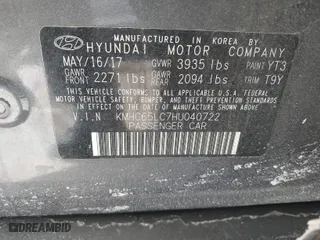 MANUFACTURED IN KOREA BY
HYUNDAI MOTOR COMPANY
MAY/16/17 GVWR 3935 lbs PAINT YT3
GAWR FRONT 2271 lbs GAWR REAR 2094 lbs TRIM T9Y
THIS VEHICLE CONFORMS TO ALL APPLICABLE
U.S.A. FEDERAL MOTOR VEHICLE SAFETY, BUMPER, AND
THEFT PREVENTION STANDARDS IN EFFECT ON THE
DATE OF MANUFACTURE SHOWN ABOVE.
V.I.N KMHC65LC7HU040722
PASSENGER CAR
© IAAI/COPART